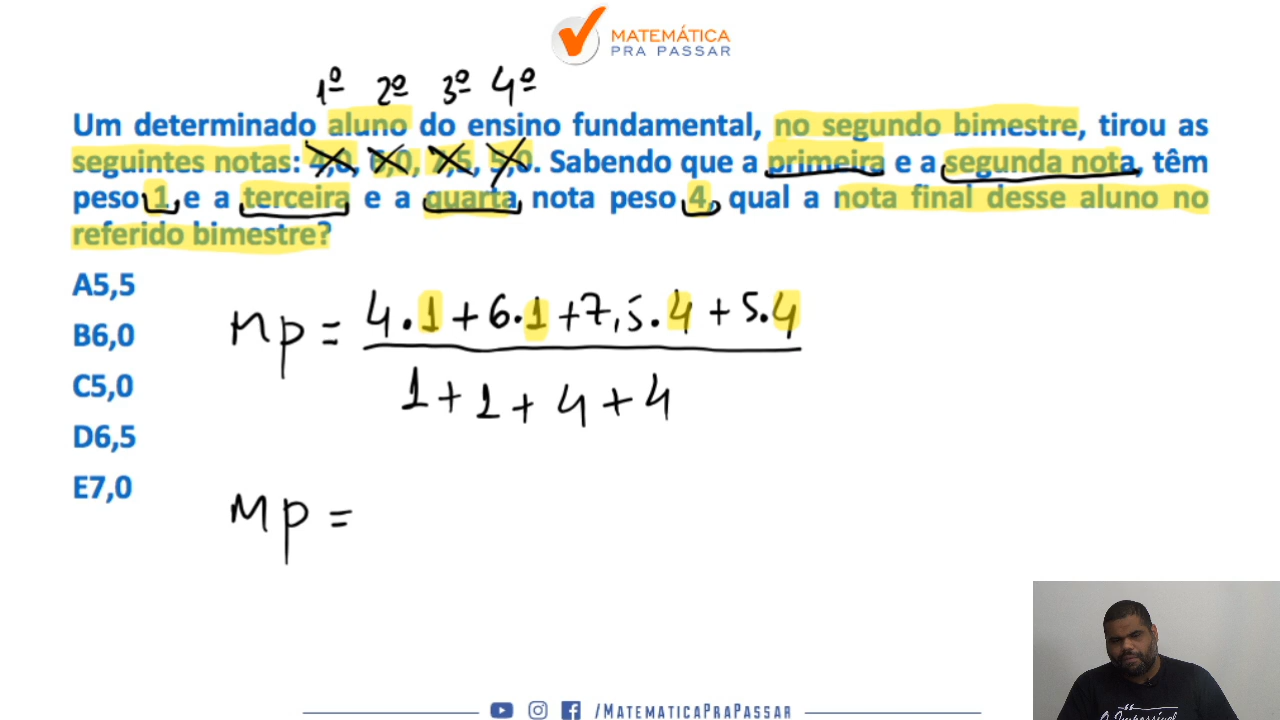 MATEMÁTICA
PRA PASSAR
1º 2º 3º 4º
Um determinado aluno do ensino fundamental, no segundo bimestre, tirou as
seguintes notas: 4,0, 6,0, 7,5, 5,0. Sabendo que a primeira e a segunda nota, têm
peso 1, e a terceira e a quarta nota peso 4, qual a nota final desse aluno no
referido bimestre?
A5,5
B6,0
C5,0
D6,5
E7,0
Mp = 4.1 + 6.1 + 7,5.4 + 5.4
1 + 1 + 4 + 4
Mp =
O Impossível
/MATEMATICAPRAPASSAR